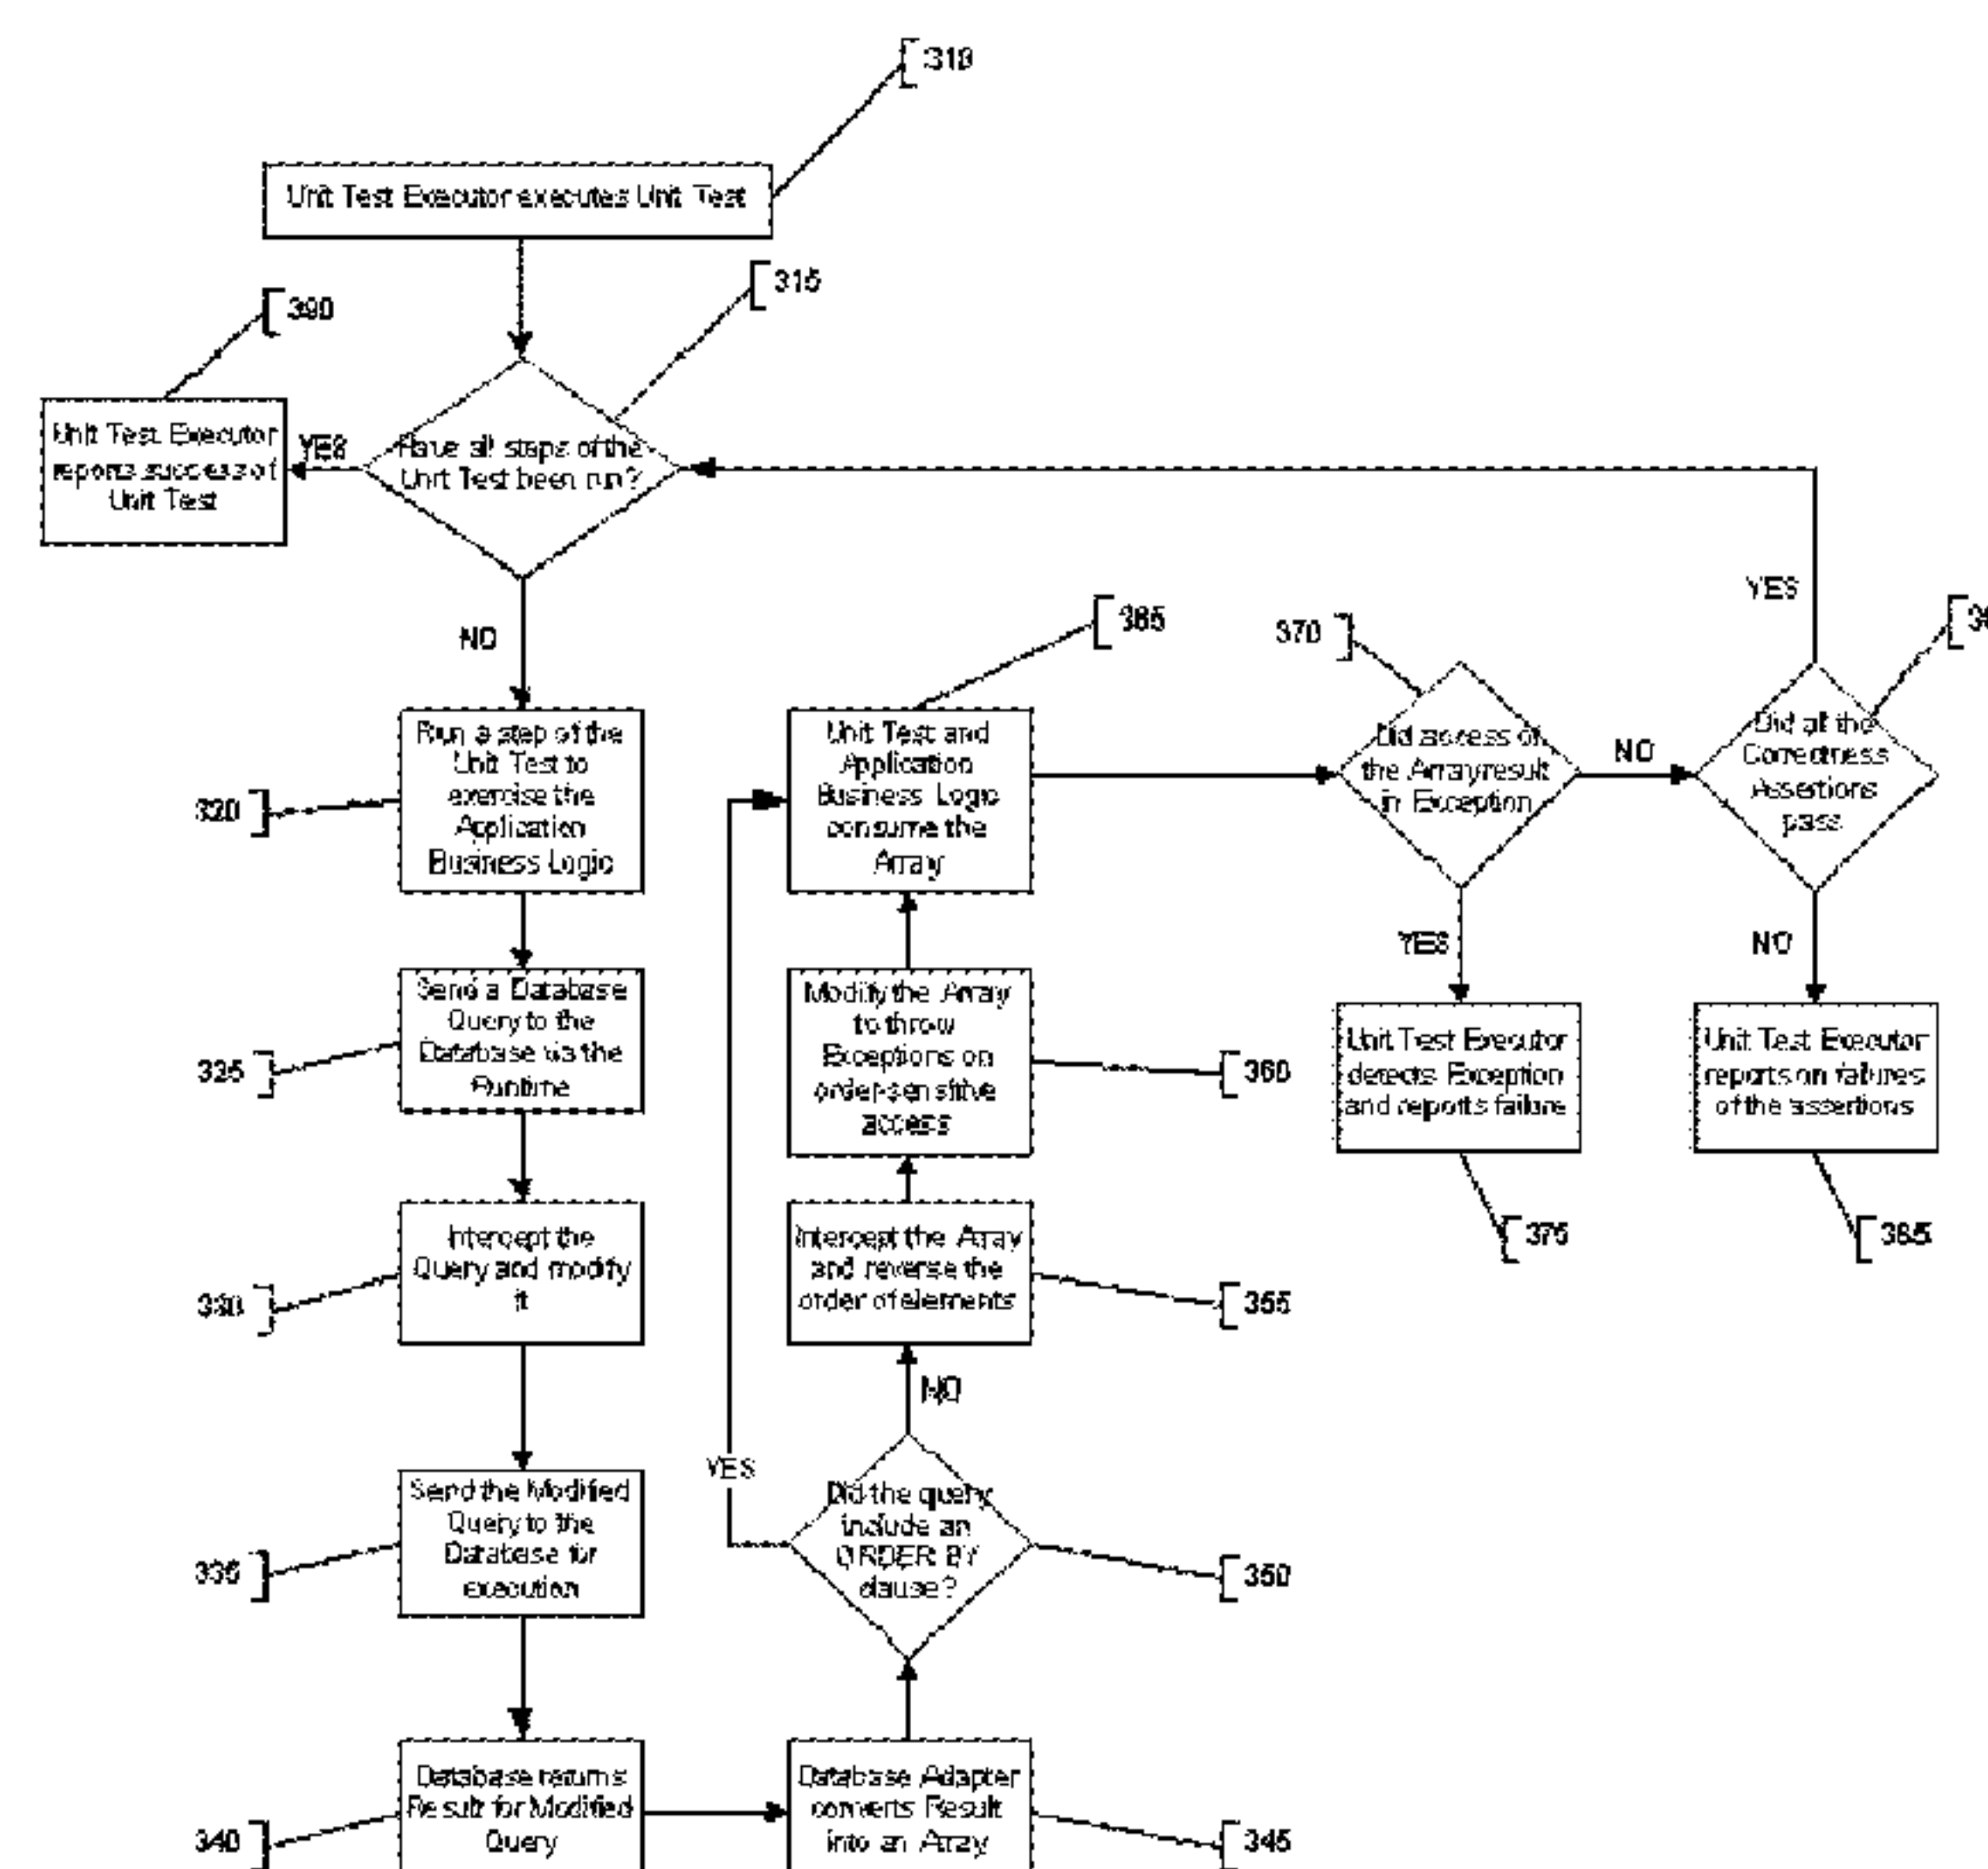 310
Unit Test Executor executes Unit Test
315
390
Unit Test Executor
reports success of
Unit Test
YES
Have all steps of the
Unit Test been run?
NO
YES
320
Run a step of the
Unit Test to
exercise the
Application
Business Logic
365
Unit Test and
Application
Business Logic
consume the
Array
370
Did access of
the Array result
in Exception
NO
Did all the
Correctness
Assertions
pass
325
Send a Database
Query to the
Database via the
Runtime
Modify the Array
to throw
Exceptions on
order-sensitive
access
360
YES
NO
Unit Test Executor
detects Exception
and reports failure
Unit Test Executor
reports on failures
of the assertions
375
385
330
Intercept the
Query and modify
it
Intercept the Array
and reverse the
order of elements
355
NO
YES
335
Send the Modified
Query to the
Database for
execution
Did the query
include an
ORDER BY
clause?
350
340
Database returns
Result for Modified
Query
Database Adapter
converts Result
into an Array
345